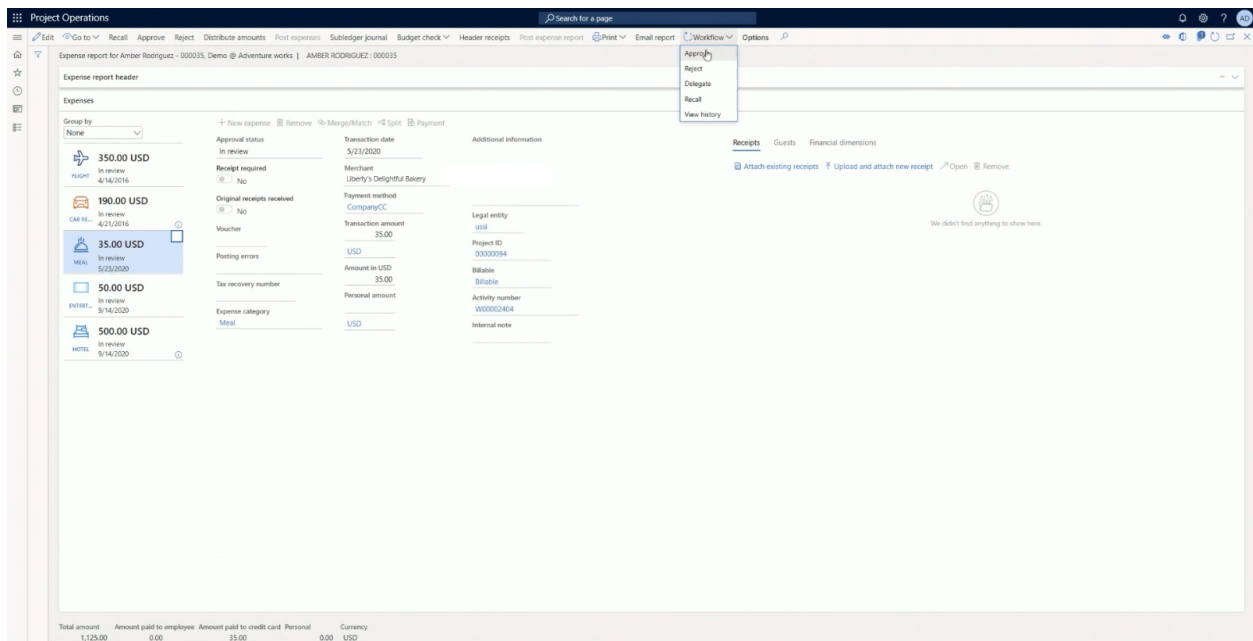 Project Operations
Search for a page
AD
Edit Go to Recall Approve Reject Distribute amounts Post expenses Subledger journal Budget check Header receipts Post expense report Print Email report Workflow Options
Approve
Reject
Delegate
Recall
View history
Expense report for Amber Rodriguez - 000035, Demo @ Adventure works | AMBER RODRIGUEZ : 000035
Expense report header
--
Expenses
Group by
None
350.00 USD
FLIGHT
In review
4/14/2016
190.00 USD
CAR RE...
In review
4/21/2016
35.00 USD
MEAL
In review
5/23/2020
50.00 USD
ENTERT...
In review
9/14/2020
500.00 USD
HOTEL
In review
9/14/2020
+ New expense Remove Merge/Match Split Payment
Approval status
In review
Receipt required
No
Original receipts received
No
Voucher
Posting errors
Tax recovery number
Expense category
Meal
Transaction date
5/23/2020
Merchant
Liberty's Delightful Bakery
Payment method
CompanyCC
Transaction amount
35.00
USD
Amount in USD
35.00
Personal amount
USD
Additional information
Legal entity
ussi
Project ID
00000094
Billable
Billable
Activity number
W00002404
Internal note
Receipts Guests Financial dimensions
Attach existing receipts Upload and attach new receipt Open Remove
We didn't find anything to show here.
Total amount Amount paid to employee Amount paid to credit card Personal Currency
1,125.00 0.00 35.00 0.00 USD